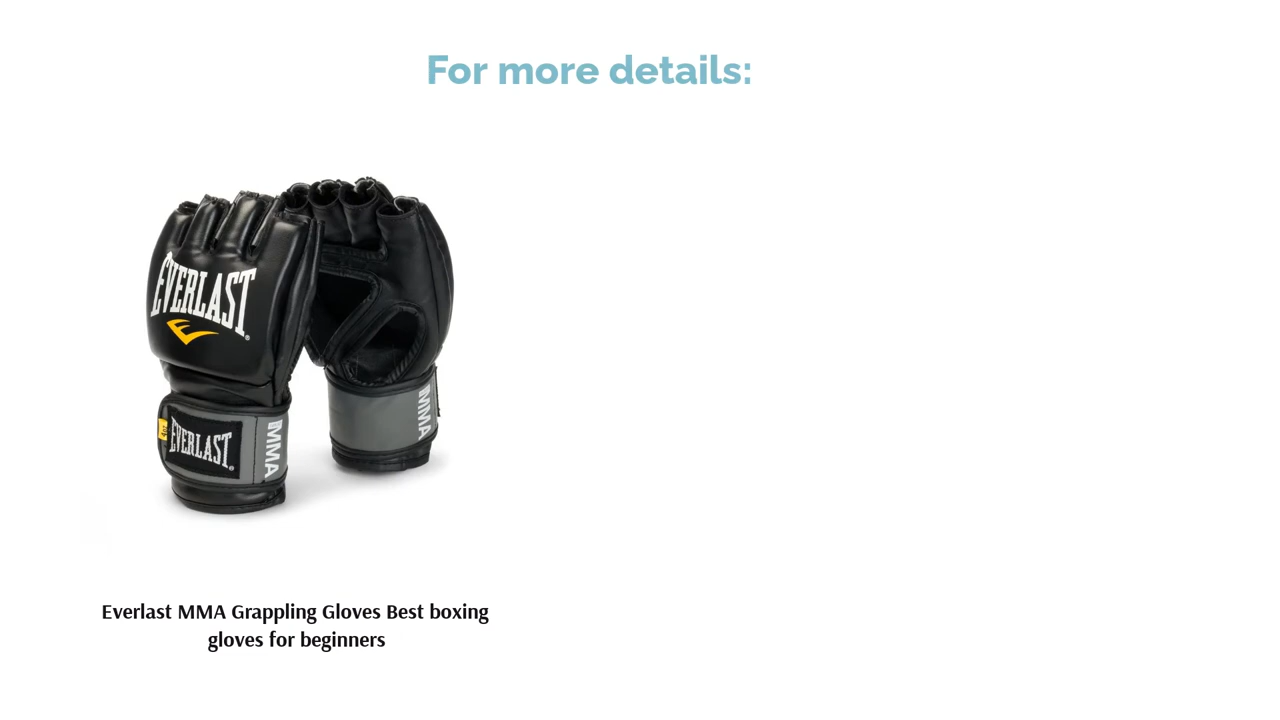 For more details:
EVERLAST
EVERLAST
MMA
MMA
Everlast MMA Grappling Gloves Best boxing
gloves for beginners